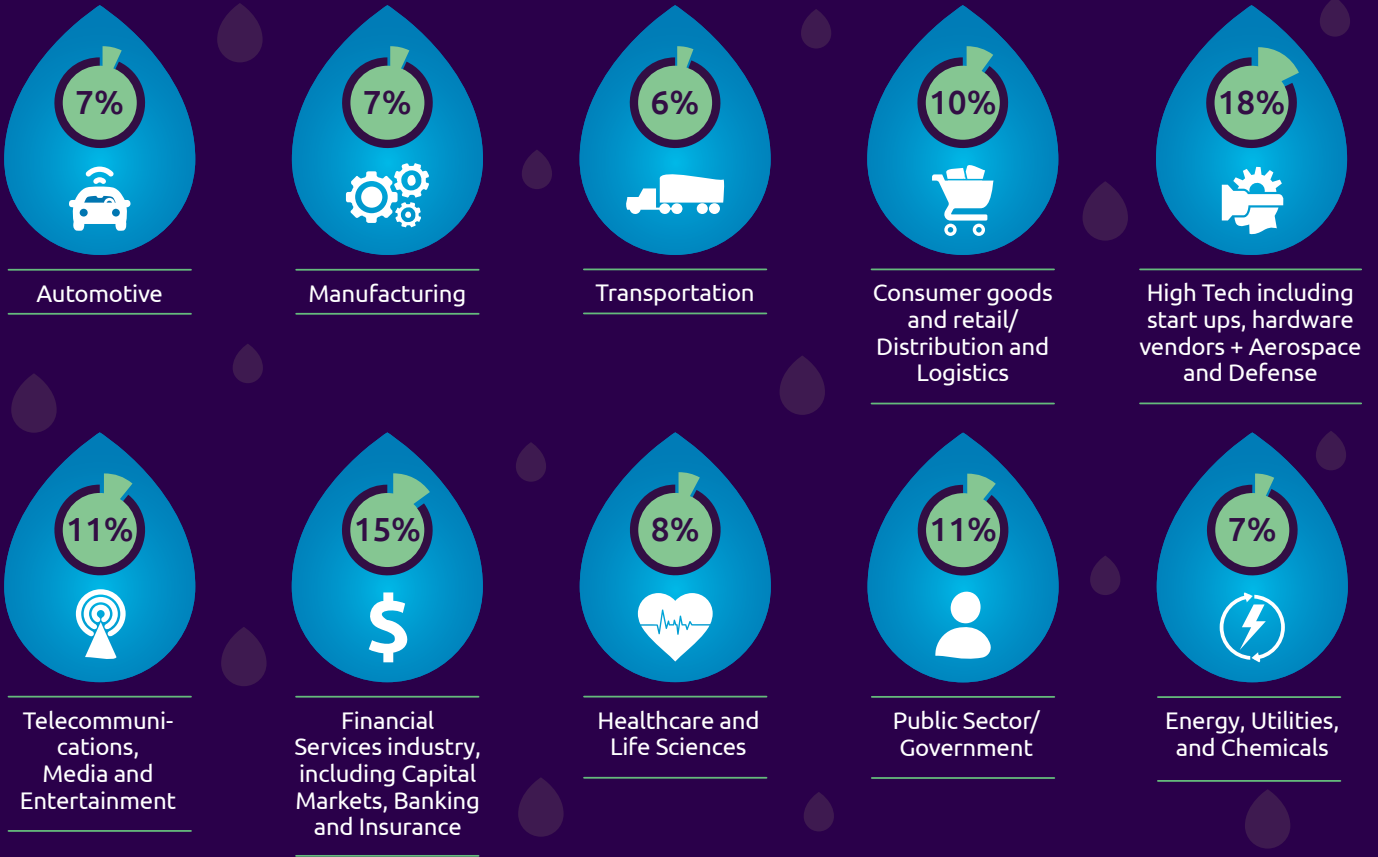 7%
7%
6%
10%
18%
Automotive
Manufacturing
Transportation
Consumer goods
and retail/
Distribution and
Logistics
High Tech including
start ups, hardware
vendors + Aerospace
and Defense
11%
15%
8%
11%
7%
Telecommuni-
cations,
Media and
Entertainment
Financial
Services industry,
including Capital
Markets, Banking
and Insurance
Healthcare and
Life Sciences
Public Sector/
Government
Energy, Utilities,
and Chemicals